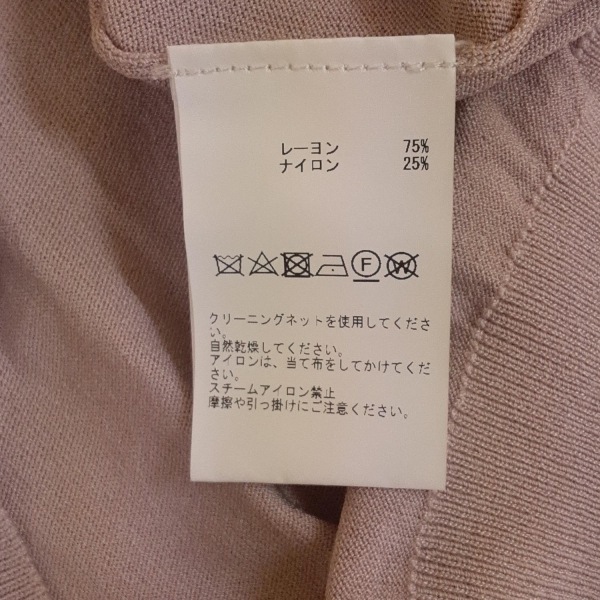 レーヨン 75%
ナイロン 25%
F W
クリーニングネットを使用してくださ
い。
自然乾燥してください。
アイロンは、当て布をしてかけてくだ
さい。
スチームアイロン禁止
摩擦や引っ掛けにご注意ください。